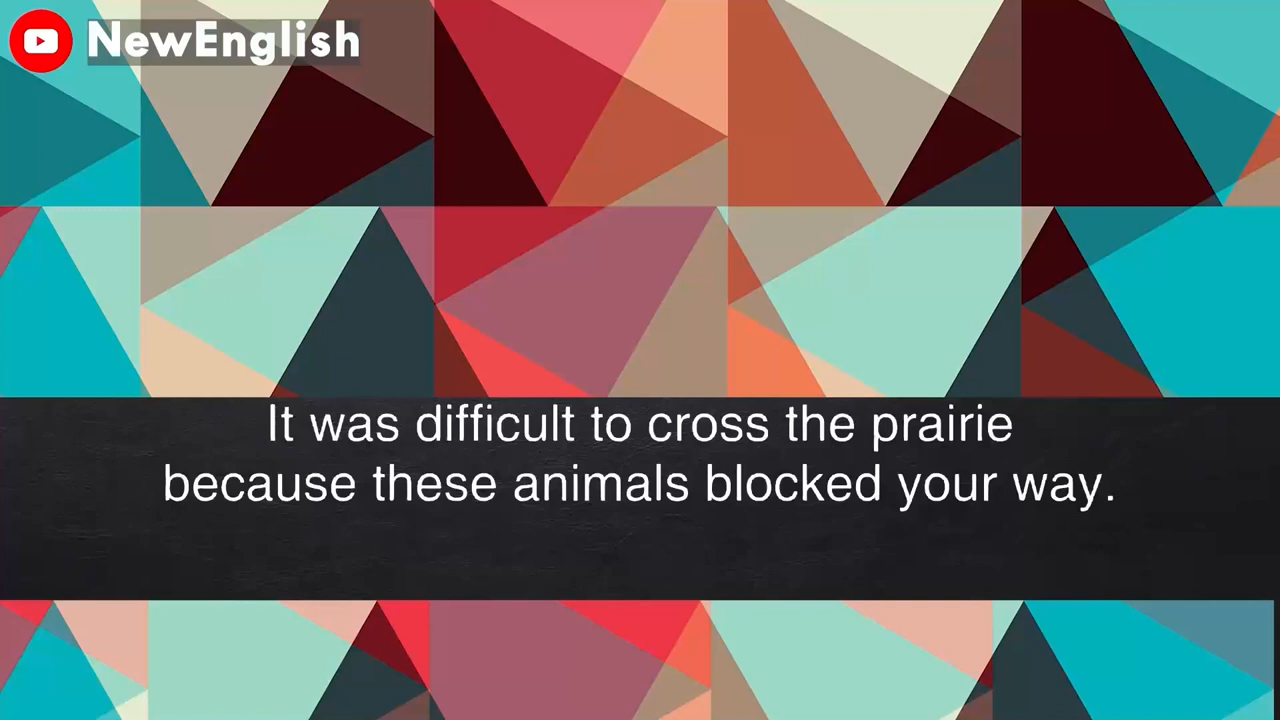 NewEnglish
It was difficult to cross the prairie
because these animals blocked your way.